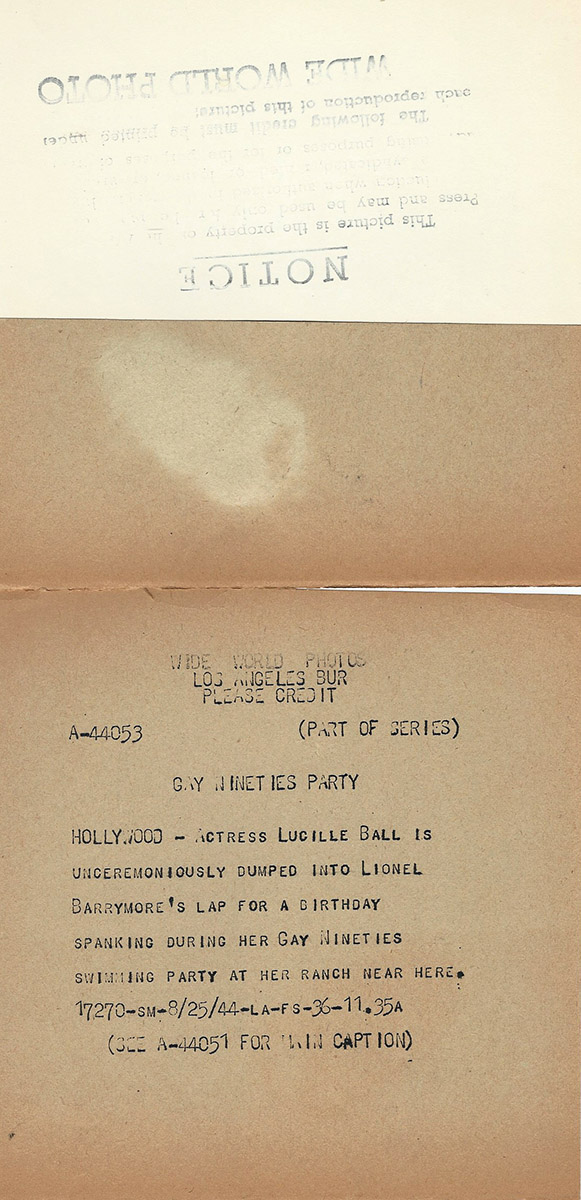 NOTICE
This picture is the property of
Press and may be used
purposes or
The following credit must be printed upon
each reproduction of this picture:
WIDE WORLD PHOTO
WIDE WORLD PHOTOS
LOS ANGELES BUR
PLEASE CREDIT
A-44053 (PART OF SERIES)
GAY NINETIES PARTY
HOLLYWOOD - ACTRESS LUCILLE BALL IS
UNCEREMONIOUSLY DUMPED INTO LIONEL
BARRYMORE'S LAP FOR A BIRTHDAY
SPANKING DURING HER GAY NINETIES
SWIMMING PARTY AT HER RANCH NEAR HERE.
17270-SM-8/25/44-LA-FS-36-11.35A
(SEE A-44051 FOR MAIN CAPTION)